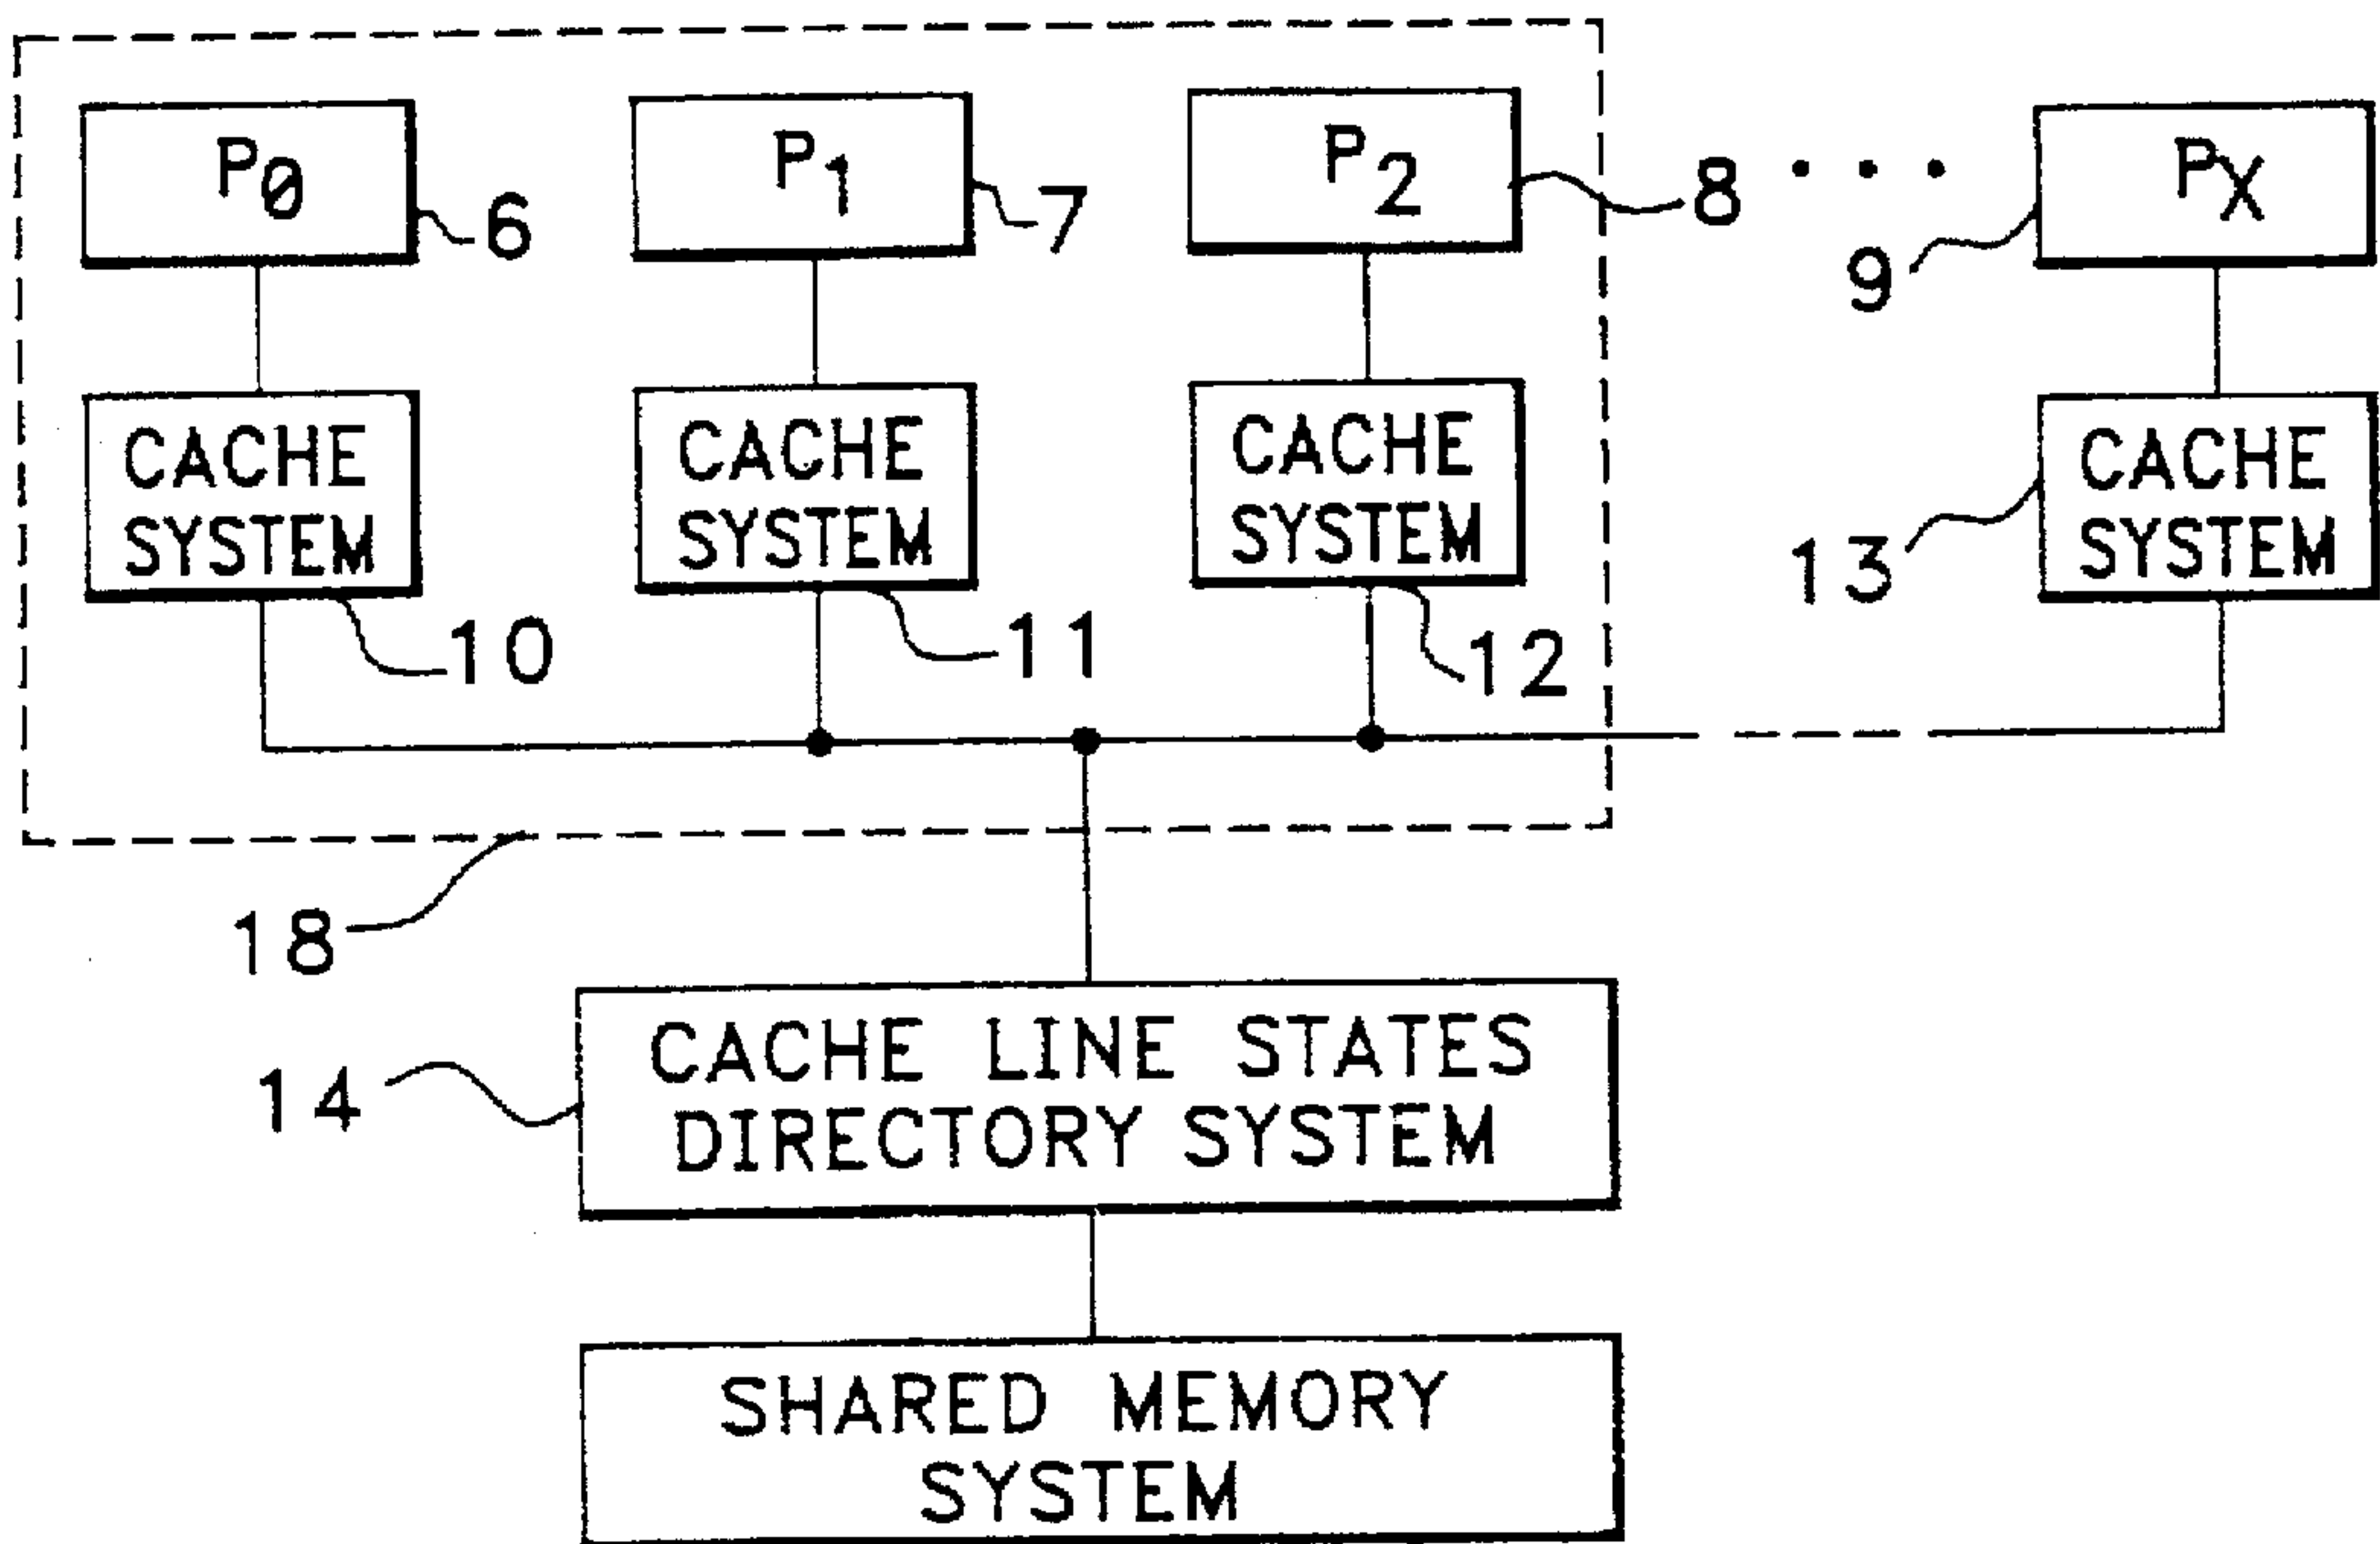 P0 6 P1 7 P2 8 . . . 9 PX
CACHE SYSTEM
CACHE SYSTEM
CACHE SYSTEM
13
CACHE SYSTEM
10 11 12
18
14
CACHE LINE STATES
DIRECTORY SYSTEM
SHARED MEMORY
SYSTEM